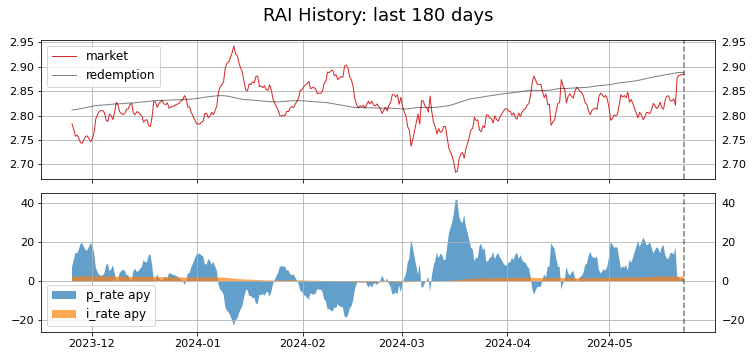 RAI History: last 180 days
2.95 2.95
market
2.90 2.90
redemption
2.85 2.85
2.80 2.80
2.75 2.75
2.70 2.70
40 40
20 20
0 0
p_rate apy
i_rate apy
−20 −20
2023-12 2024-01 2024-02 2024-03 2024-04 2024-05